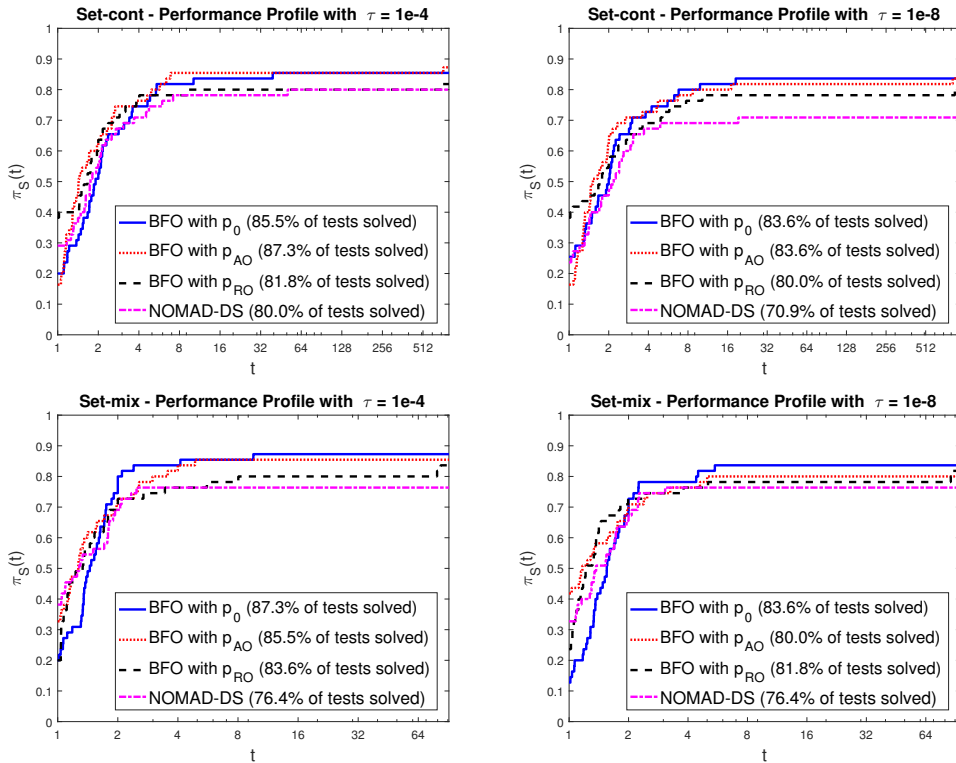 Set-cont - Performance Profile with τ = 1e-4
1
0.9
0.8
0.7
0.6
0.5
0.4
0.3
0.2
0.1
0
π_S(t)
BFO with p_0 (85.5% of tests solved)
BFO with p_AO (87.3% of tests solved)
BFO with p_RO (81.8% of tests solved)
NOMAD-DS (80.0% of tests solved)
1 2 4 8 16 32 64 128 256 512
t
Set-cont - Performance Profile with τ = 1e-8
1
0.9
0.8
0.7
0.6
0.5
0.4
0.3
0.2
0.1
0
π_S(t)
BFO with p_0 (83.6% of tests solved)
BFO with p_AO (83.6% of tests solved)
BFO with p_RO (80.0% of tests solved)
NOMAD-DS (70.9% of tests solved)
1 2 4 8 16 32 64 128 256 512
t
Set-mix - Performance Profile with τ = 1e-4
1
0.9
0.8
0.7
0.6
0.5
0.4
0.3
0.2
0.1
0
π_S(t)
BFO with p_0 (87.3% of tests solved)
BFO with p_AO (85.5% of tests solved)
BFO with p_RO (83.6% of tests solved)
NOMAD-DS (76.4% of tests solved)
1 2 4 8 16 32 64
t
Set-mix - Performance Profile with τ = 1e-8
1
0.9
0.8
0.7
0.6
0.5
0.4
0.3
0.2
0.1
0
π_S(t)
BFO with p_0 (83.6% of tests solved)
BFO with p_AO (80.0% of tests solved)
BFO with p_RO (81.8% of tests solved)
NOMAD-DS (76.4% of tests solved)
1 2 4 8 16 32 64
t